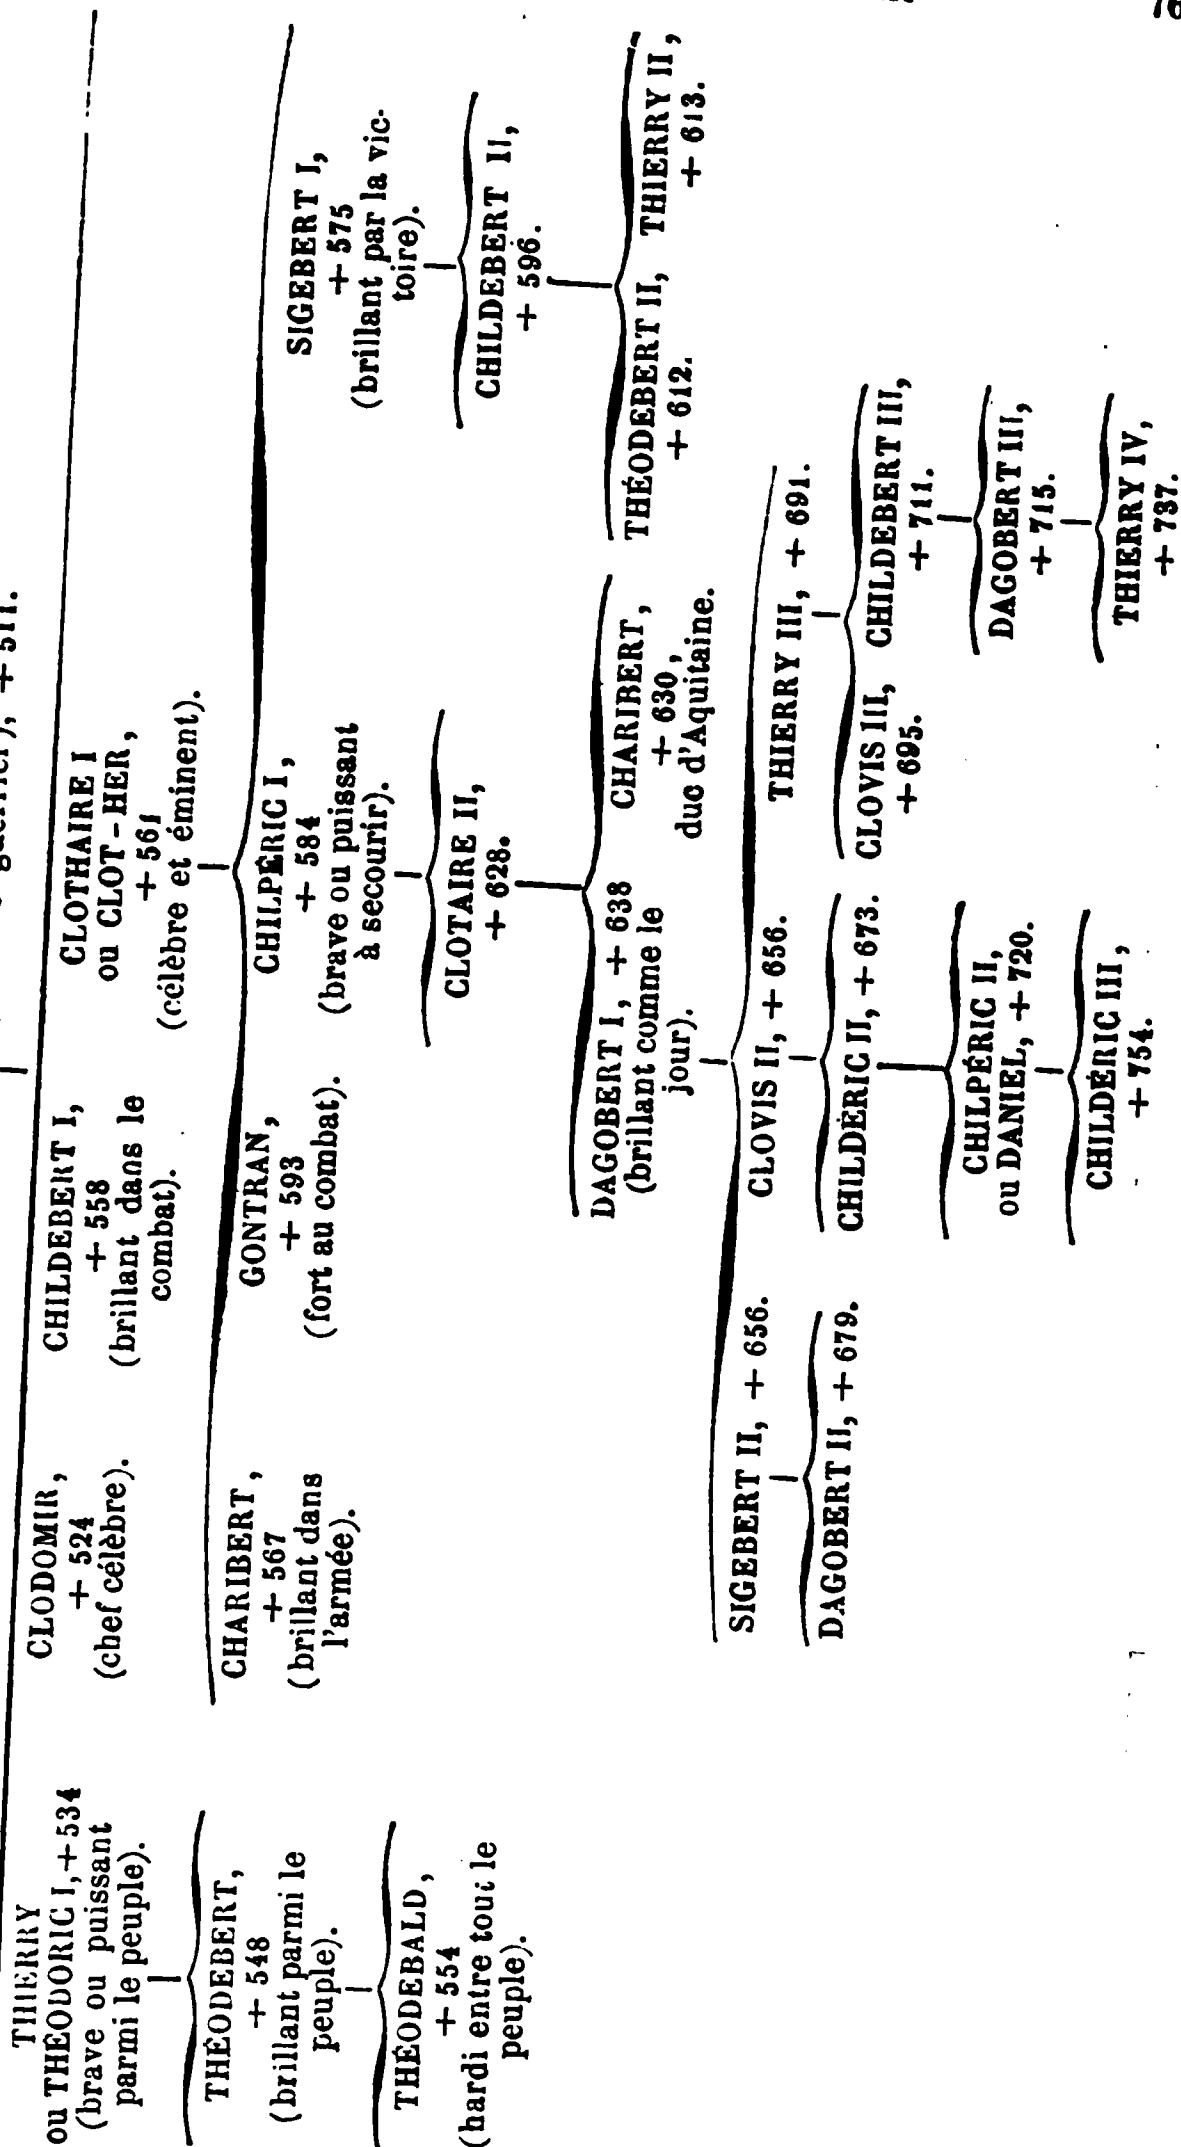 76
guerrier), + 511.
THIERRY
ou THÉODORIC I, + 534
(brave ou puissant
parmi le peuple).
CLODOMIR,
+ 524
(chef célèbre).
CHILDEBERT I,
+ 558
(brillant dans le
combat).
CLOTHAIRE I
ou CLOT-HER,
+ 561
(célèbre et éminent).
THÉODEBERT,
+ 548
(brillant parmi le
peuple).
THÉODEBALD,
+ 554
(hardi entre tout le
peuple).
CHARIBERT,
+ 567
(brillant dans
l'armée).
GONTRAN,
+ 593
(fort au combat).
CHILPÉRIC I,
+ 584
(brave ou puissant
à secourir).
SIGEBERT I,
+ 575
(brillant par la vic-
toire).
CLOTAIRE II,
+ 628.
CHILDEBERT II,
+ 596.
DAGOBERT I, + 638
(brillant comme le
jour).
CHARIBERT,
+ 630,
duc d'Aquitaine.
THÉODEBERT II,
+ 612.
THIERRY II,
+ 613.
SIGEBERT II, + 656.
CLOVIS II, + 656.
THIERRY III, + 691.
DAGOBERT II, + 679.
CHILDÉRIC II, + 673.
CLOVIS III,
+ 695.
CHILDEBERT III,
+ 711.
CHILPÉRIC II,
ou DANIEL, + 720.
DAGOBERT III,
+ 715.
CHILDÉRIC III,
+ 754.
THIERRY IV,
+ 737.